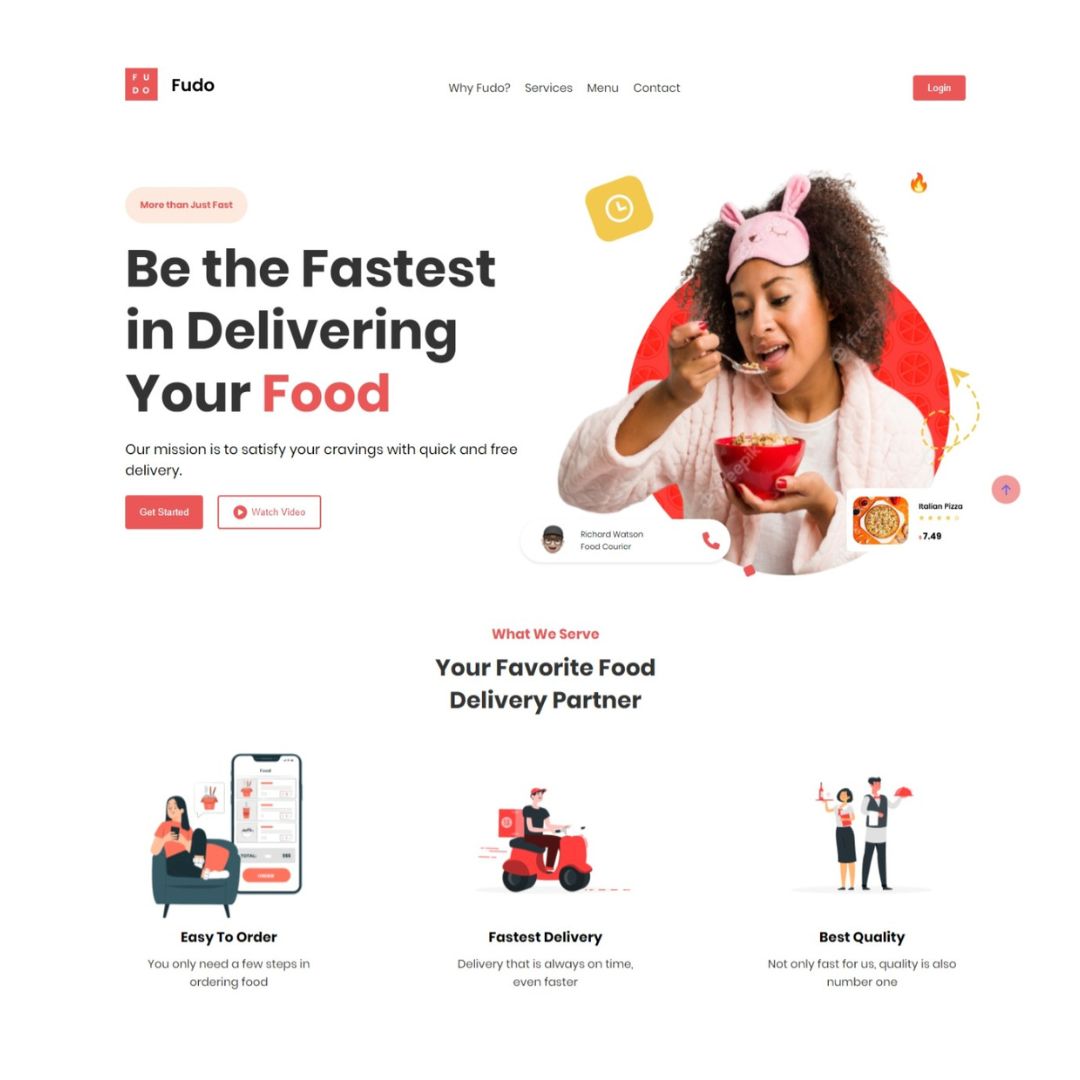 F U
D O
Fudo
Why Fudo? Services Menu Contact
Login
More than Just Fast
Be the Fastest
in Delivering
Your Food
Our mission is to satisfy your cravings with quick and free
delivery.
Get Started
Watch Video
freepik
freepik
Richard Watson
Food Courier
Italian Pizza
$ 7.49
What We Serve
Your Favorite Food
Delivery Partner
Food
TOTAL:
ORDER
Easy To Order
You only need a few steps in
ordering food
Fastest Delivery
Delivery that is always on time,
even faster
Best Quality
Not only fast for us, quality is also
number one